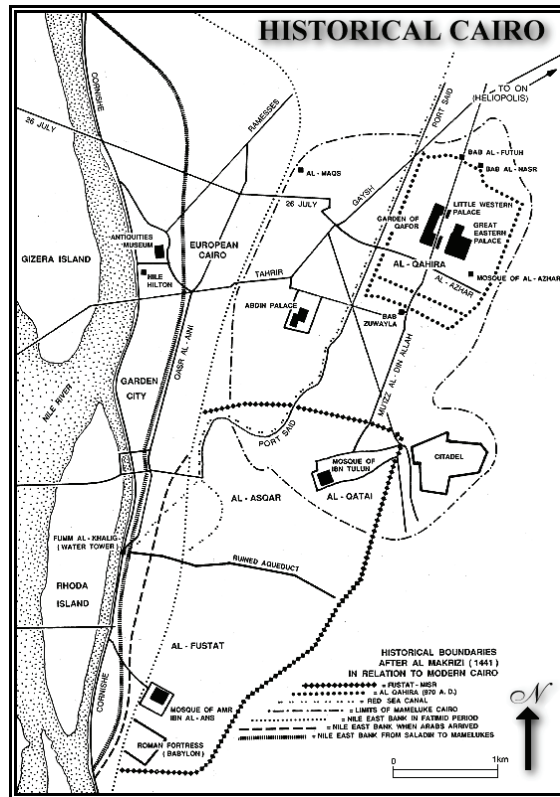 HISTORICAL CAIRO
TO ON
(HELIOPOLIS)
CORNISHE
26 JULY
RAMESSES
PORT SAID
BAB AL-FUTUH
BAB AL-NASR
AL-MAQS
GAYSH
26 JULY
LITTLE WESTERN
PALACE
GARDEN OF
QAFOR
GREAT
EASTERN
PALACE
ANTIQUITIES
MUSEUM
EUROPEAN
CAIRO
GIZERA ISLAND
NILE
HILTON
TAHRIR
AL-QAHIRA
MOSQUE OF AL-AZHAR
AL-AZHAR
ABDIN PALACE
BAB
ZUWAYLA
QASR AL-AINI
MUIZZ AL-DIN ALLAH
NILE RIVER
GARDEN
CITY
PORT SAID
MOSQUE OF
IBN TULUN
CITADEL
AL-ASQAR
AL-QATAI
FUMM AL-KHALIG
(WATER TOWER)
RUINED AQUEDUCT
RHODA
ISLAND
AL-FUSTAT
CORNISHE
MOSQUE OF AMR
IBN AL-ANS
ROMAN FORTRESS
(BABYLON)
HISTORICAL BOUNDARIES
AFTER AL MAKRIZI (1441)
IN RELATION TO MODERN CAIRO
= FUSTAT-MISR
= AL QAHIRA (970 A.D.)
= RED SEA CANAL
= LIMITS OF MAMELUKE CAIRO
= NILE EAST BANK IN FATIMID PERIOD
= NILE EAST BANK WHEN ARABS ARRIVED
= NILE EAST BANK FROM SALADIN TO MAMELUKES
N
0 1km